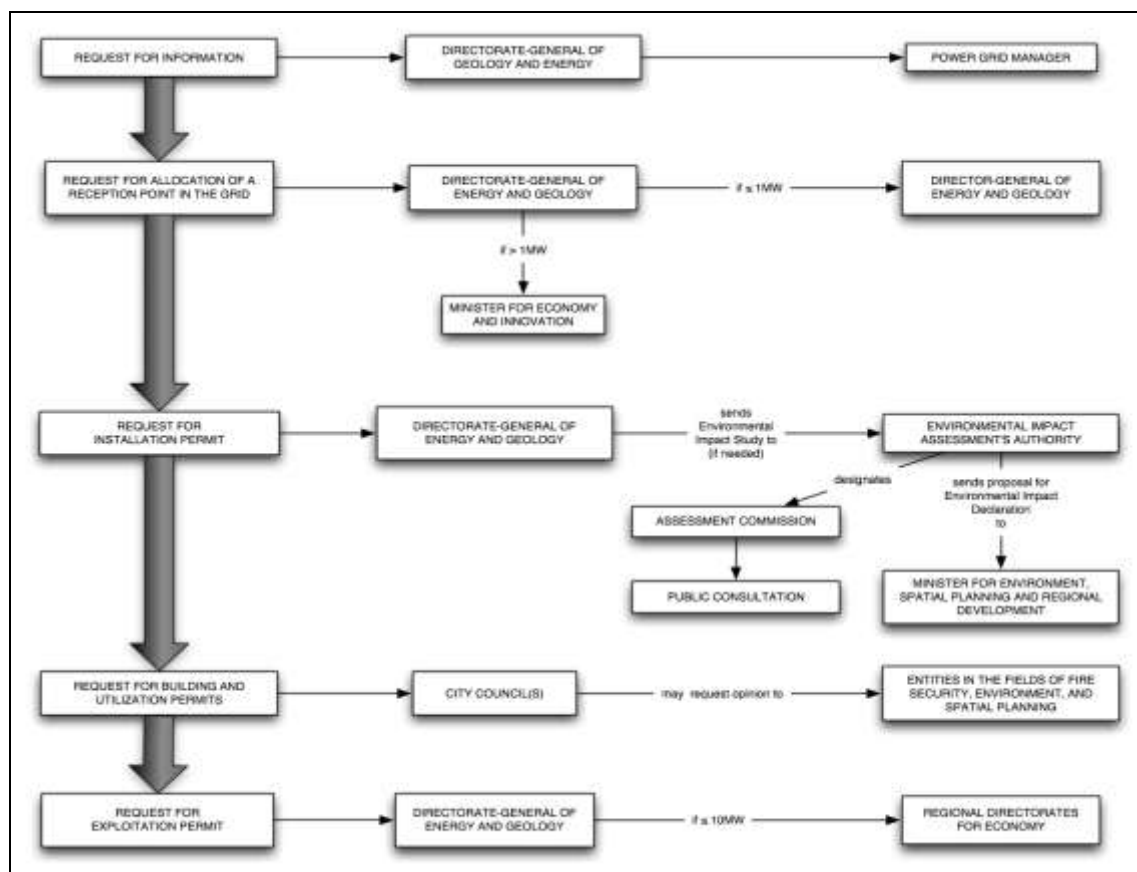 REQUEST FOR INFORMATION
DIRECTORATE-GENERAL OF
GEOLOGY AND ENERGY
POWER GRID MANAGER
REQUEST FOR ALLOCATION OF A
RECEPTION POINT IN THE GRID
DIRECTORATE-GENERAL OF
ENERGY AND GEOLOGY
if ≤ 1MW
DIRECTOR-GENERAL OF
ENERGY AND GEOLOGY
if > 1MW
MINISTER FOR ECONOMY
AND INNOVATION
REQUEST FOR
INSTALLATION PERMIT
DIRECTORATE-GENERAL OF
ENERGY AND GEOLOGY
sends
Environmental
Impact Study to
(if needed)
ENVIRONMENTAL IMPACT
ASSESSMENT'S AUTHORITY
designates
sends proposal for
Environmental Impact
Declaration
to
ASSESSMENT COMMISSION
PUBLIC CONSULTATION
MINISTER FOR ENVIRONMENT,
SPATIAL PLANNING AND REGIONAL
DEVELOPMENT
REQUEST FOR BUILDING AND
UTILIZATION PERMITS
CITY COUNCIL(S)
may request opinion to
ENTITIES IN THE FIELDS OF FIRE
SECURITY, ENVIRONMENT, AND
SPATIAL PLANNING
REQUEST FOR
EXPLOITATION PERMIT
DIRECTORATE-GENERAL OF
ENERGY AND GEOLOGY
if ≤ 10MW
REGIONAL DIRECTORATES
FOR ECONOMY